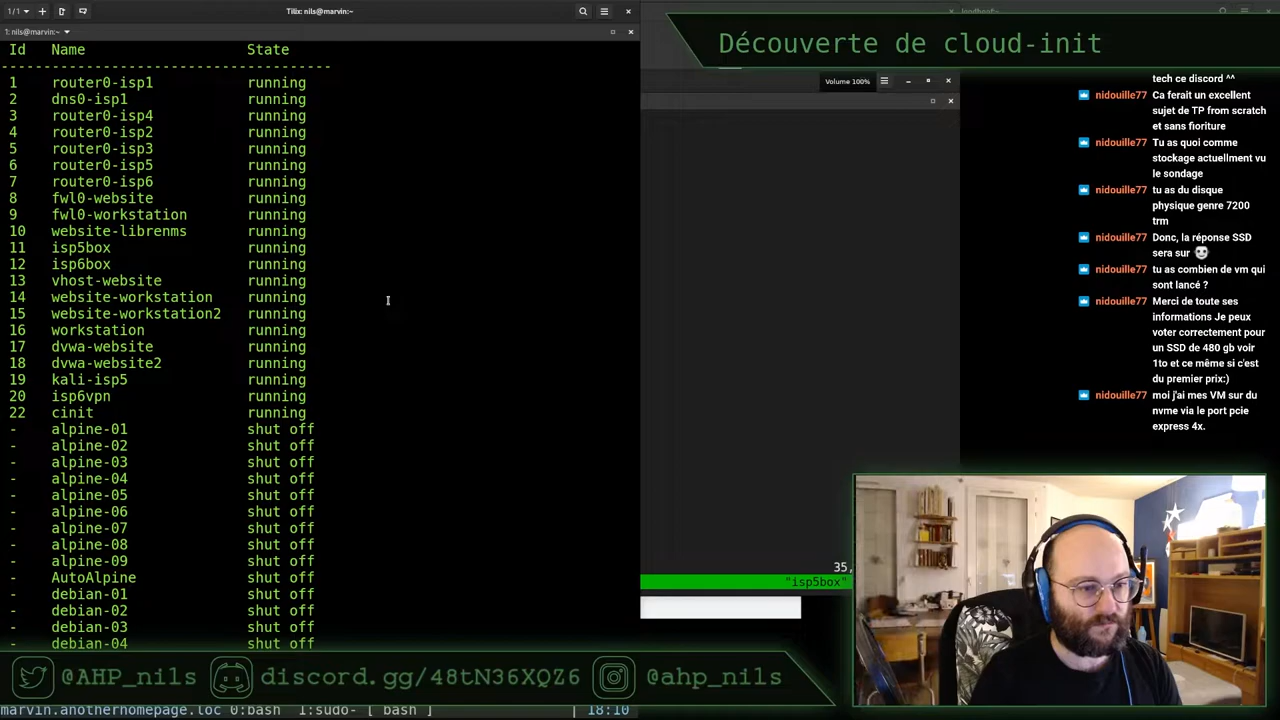 1/1
Tilix: nils@marvin:~
1: nils@marvin:~
Id Name State
----------------------------------------
1 router0-isp1 running
2 dns0-isp1 running
3 router0-isp4 running
4 router0-isp2 running
5 router0-isp3 running
6 router0-isp5 running
7 router0-isp6 running
8 fwl0-website running
9 fwl0-workstation running
10 website-librenms running
11 isp5box running
12 isp6box running
13 vhost-website running
14 website-workstation running
15 website-workstation2 running
16 workstation running
17 dvwa-website running
18 dvwa-website2 running
19 kali-isp5 running
20 isp6vpn running
22 cinit running
- alpine-01 shut off
- alpine-02 shut off
- alpine-03 shut off
- alpine-04 shut off
- alpine-05 shut off
- alpine-06 shut off
- alpine-07 shut off
- alpine-08 shut off
- alpine-09 shut off
- AutoAlpine shut off
- debian-01 shut off
- debian-02 shut off
- debian-03 shut off
- debian-04 shut off
marvin.anotherhomepage.loc 0:bash 1:sudo- [ bash ] | 18:10
Volume 100%
35,
"isp5box"
Découverte de cloud-init
tech ce discord ^^
nidouille77 Ca ferait un excellent
sujet de TP from scratch
et sans fioriture
nidouille77 Tu as quoi comme
stockage actuellment vu
le sondage
nidouille77 tu as du disque
physique genre 7200
trm
nidouille77 Donc, la réponse SSD
sera sur
nidouille77 tu as combien de vm qui
sont lancé ?
nidouille77 Merci de toute ses
informations Je peux
voter correctement pour
un SSD de 480 gb voir
1to et ce même si c'est
du premier prix:)
nidouille77 moi j'ai mes VM sur du
nvme via le port pcie
express 4x.
@AHP_nils discord.gg/48tN36XQZ6 @ahp_nils